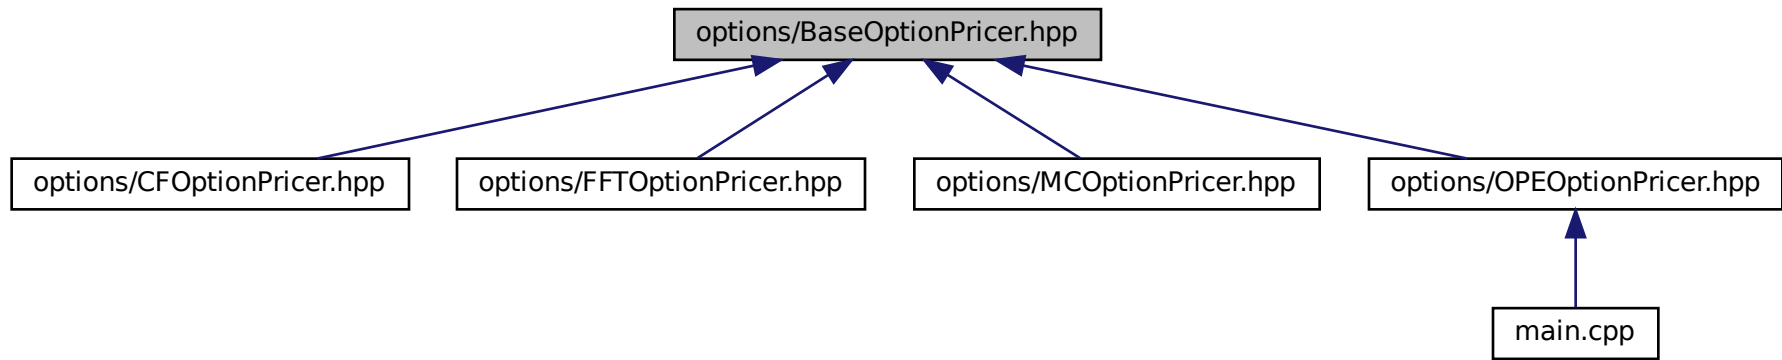 options/BaseOptionPricer.hpp
options/CFOptionPricer.hpp
options/FFTOptionPricer.hpp
options/MCOptionPricer.hpp
options/OPEOptionPricer.hpp
main.cpp